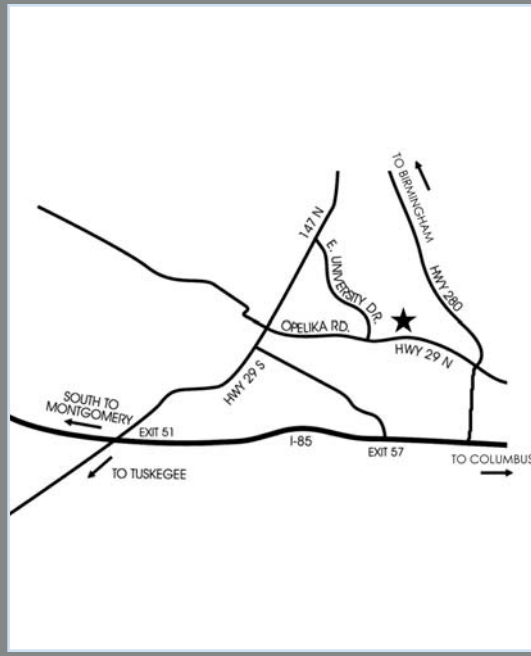 TO BIRMINGHAM
147 N
E. UNIVERSITY DR.
HWY 280
OPELIKA RD.
HWY 29 N
HWY 29 S
SOUTH TO
MONTGOMERY
EXIT 51
I-85
EXIT 57
TO COLUMBUS
TO TUSKEGEE